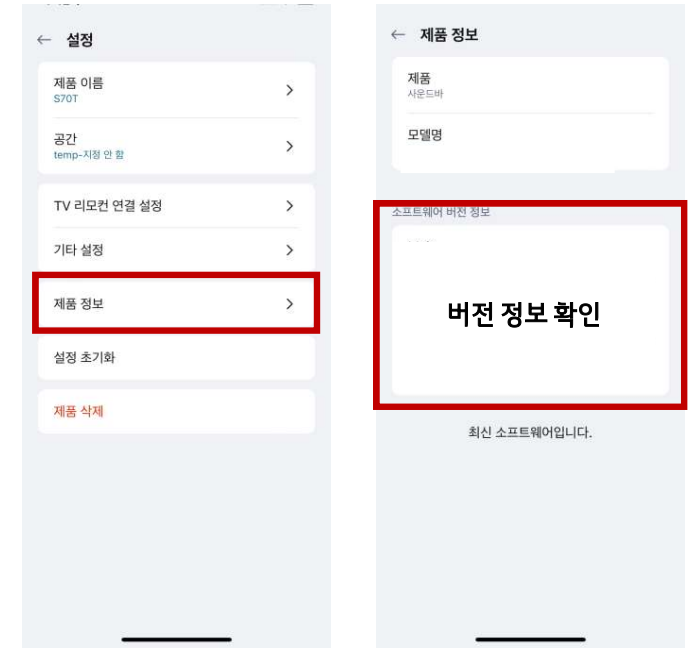 설정
제품 이름
S70T
공간
temp-지정 안 함
TV 리모컨 연결 설정
기타 설정
제품 정보
설정 초기화
제품 삭제
제품 정보
제품
사운드바
모델명
소프트웨어 버전 정보
버전 정보 확인
최신 소프트웨어입니다.